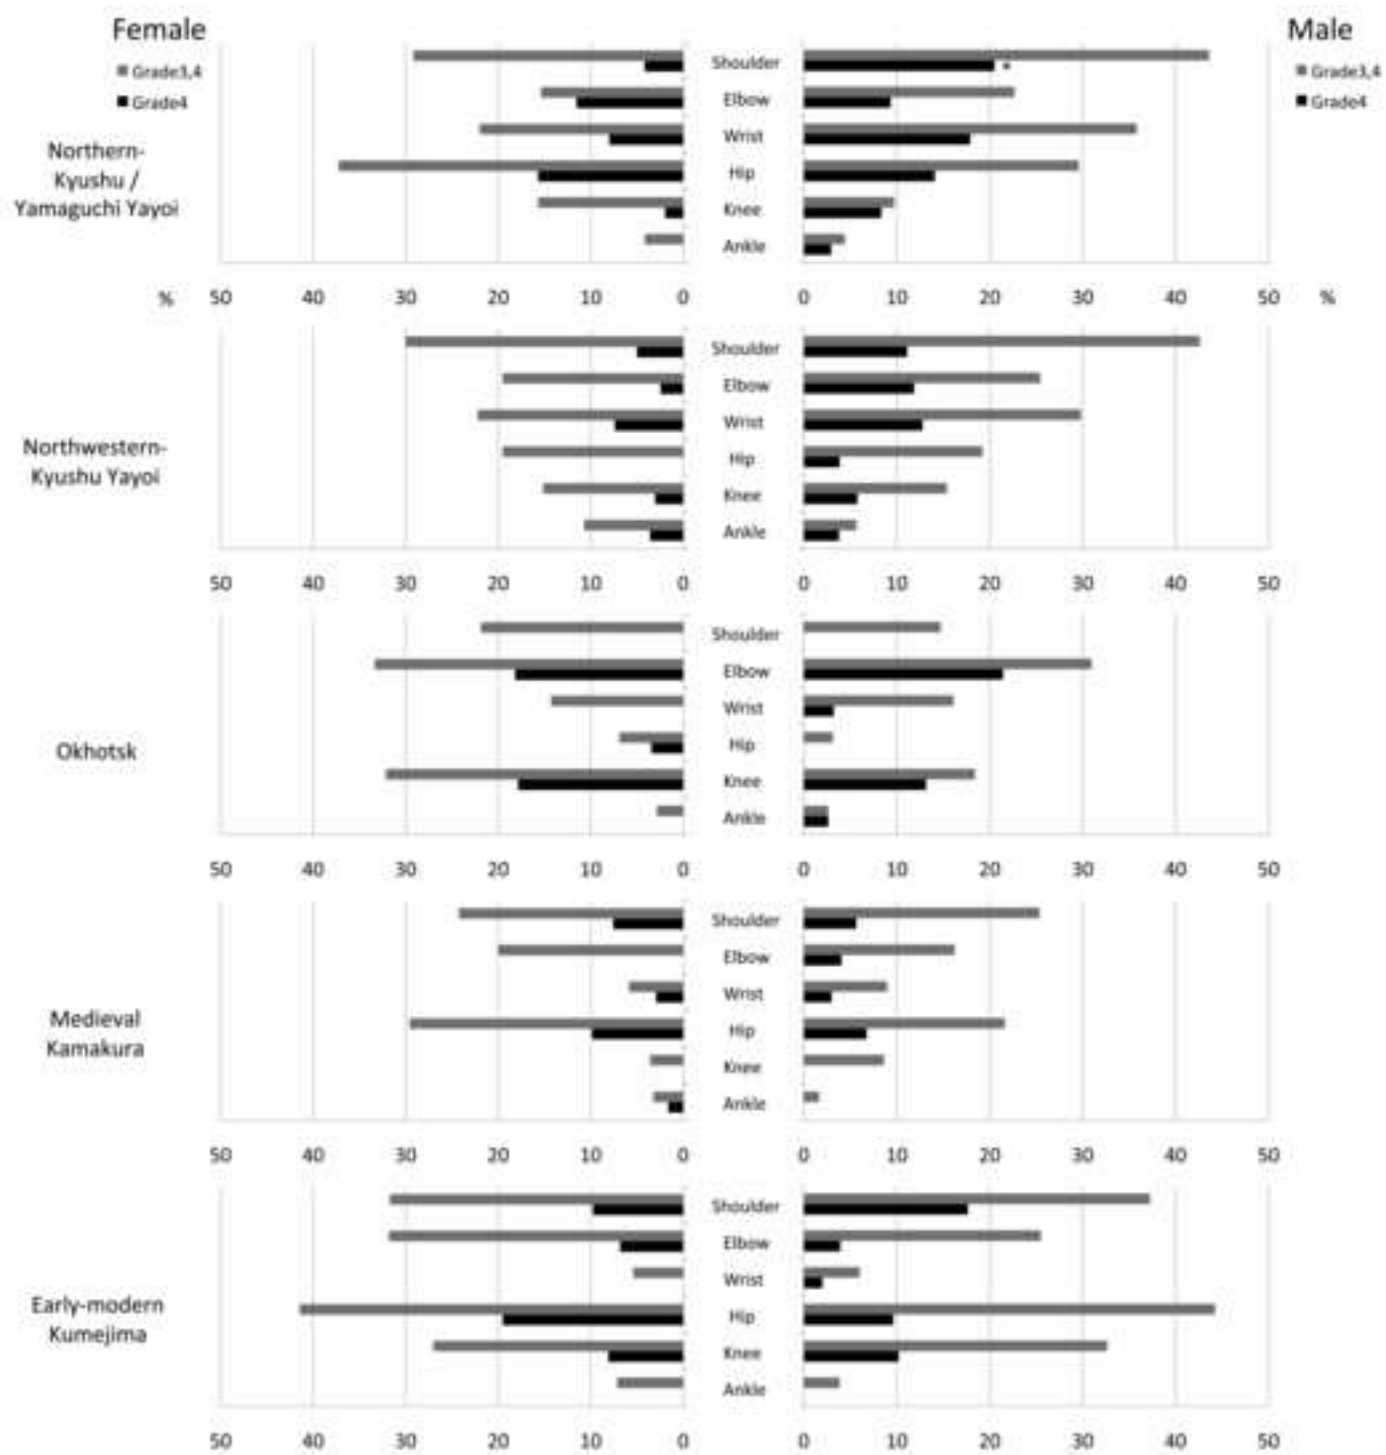 Female
Male
Grade3,4
Grade4
Grade3,4
Grade4
Northern-
Kyushu /
Yamaguchi Yayoi
Shoulder *
Elbow
Wrist
Hip
Knee
Ankle
% 50 40 30 20 10 0 0 10 20 30 40 50 %
Northwestern-
Kyushu Yayoi
Shoulder
Elbow
Wrist
Hip
Knee
Ankle
50 40 30 20 10 0 0 10 20 30 40 50
Okhotsk
Shoulder
Elbow
Wrist
Hip
Knee
Ankle
50 40 30 20 10 0 0 10 20 30 40 50
Medieval
Kamakura
Shoulder
Elbow
Wrist
Hip
Knee
Ankle
50 40 30 20 10 0 0 10 20 30 40 50
Early-modern
Kumejima
Shoulder
Elbow
Wrist
Hip
Knee
Ankle
50 40 30 20 10 0 0 10 20 30 40 50